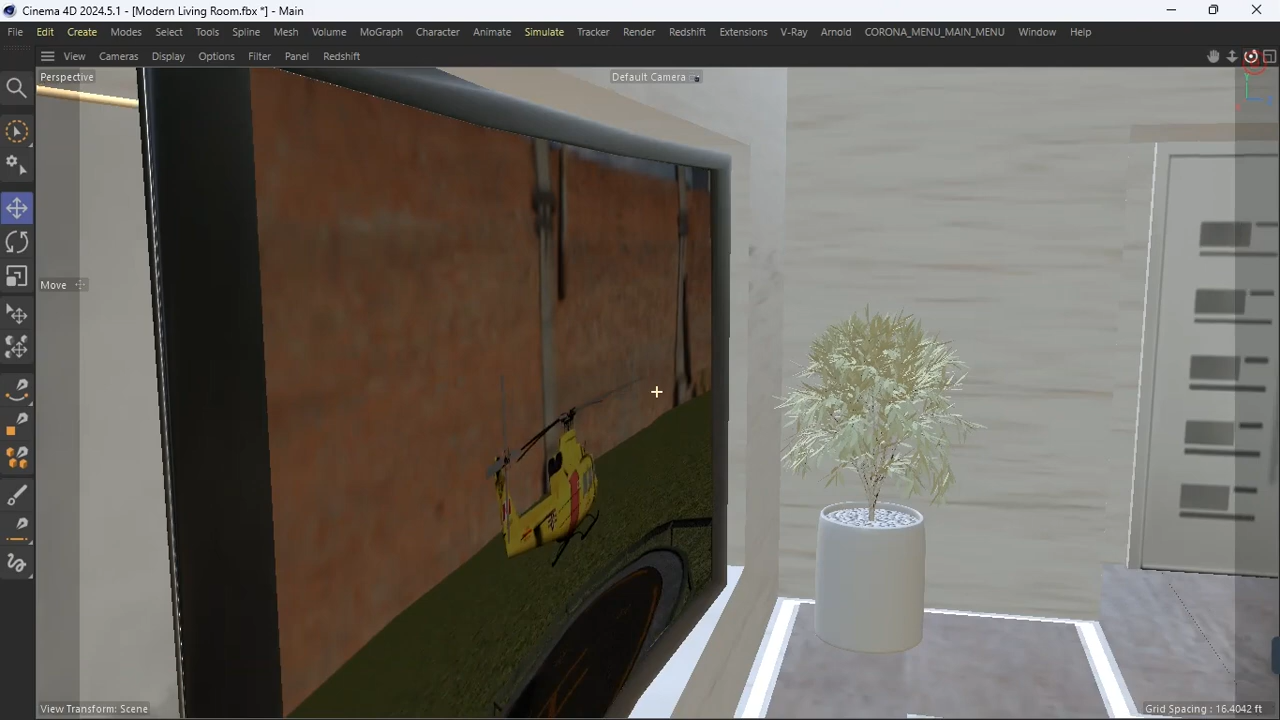 Cinema 4D 2024.5.1 - [Modern Living Room.fbx *] - Main
File Edit Create Modes Select Tools Spline Mesh Volume MoGraph Character Animate Simulate Tracker Render Redshift Extensions V-Ray Arnold CORONA_MENU_MAIN_MENU Window Help
View Cameras Display Options Filter Panel Redshift
Perspective
Default Camera
Move
View Transform: Scene
Grid Spacing : 16.4042 ft